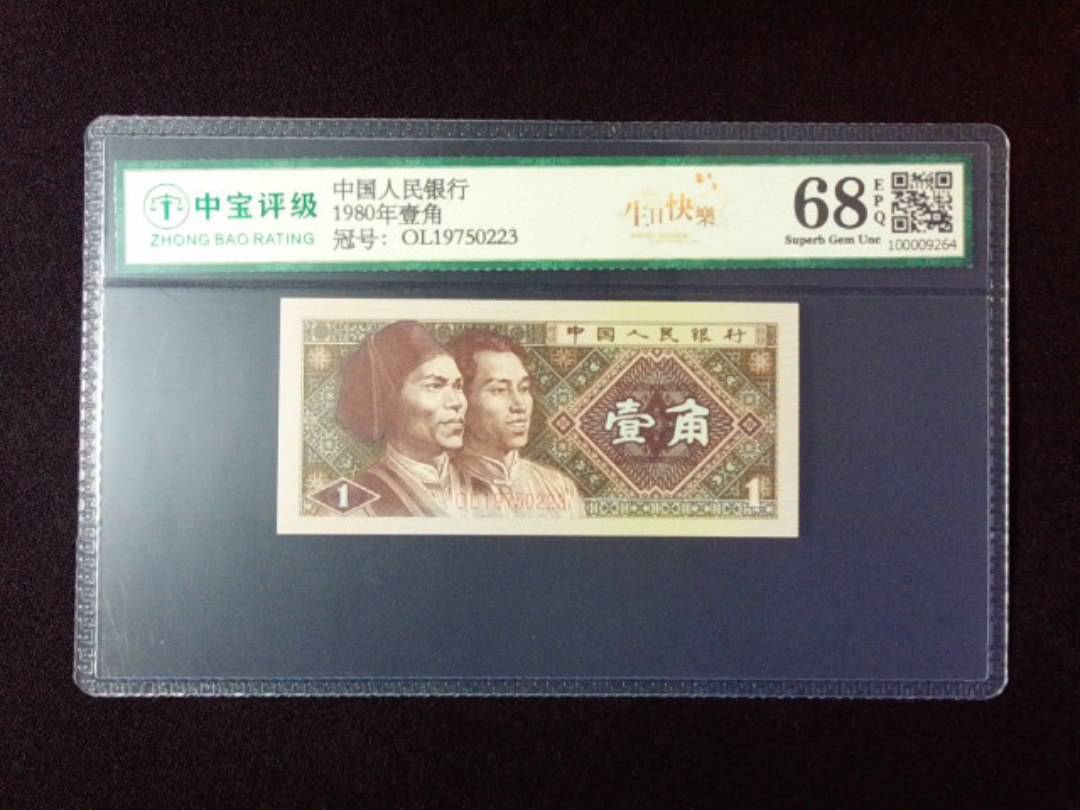 中宝评级
ZHONG BAO RATING
中国人民银行
1980年壹角
冠号: OL19750223
生日快樂
68
EPQ
Superb Gem Unc
100009264
中国人民银行
壹角
1
OL19750223
1